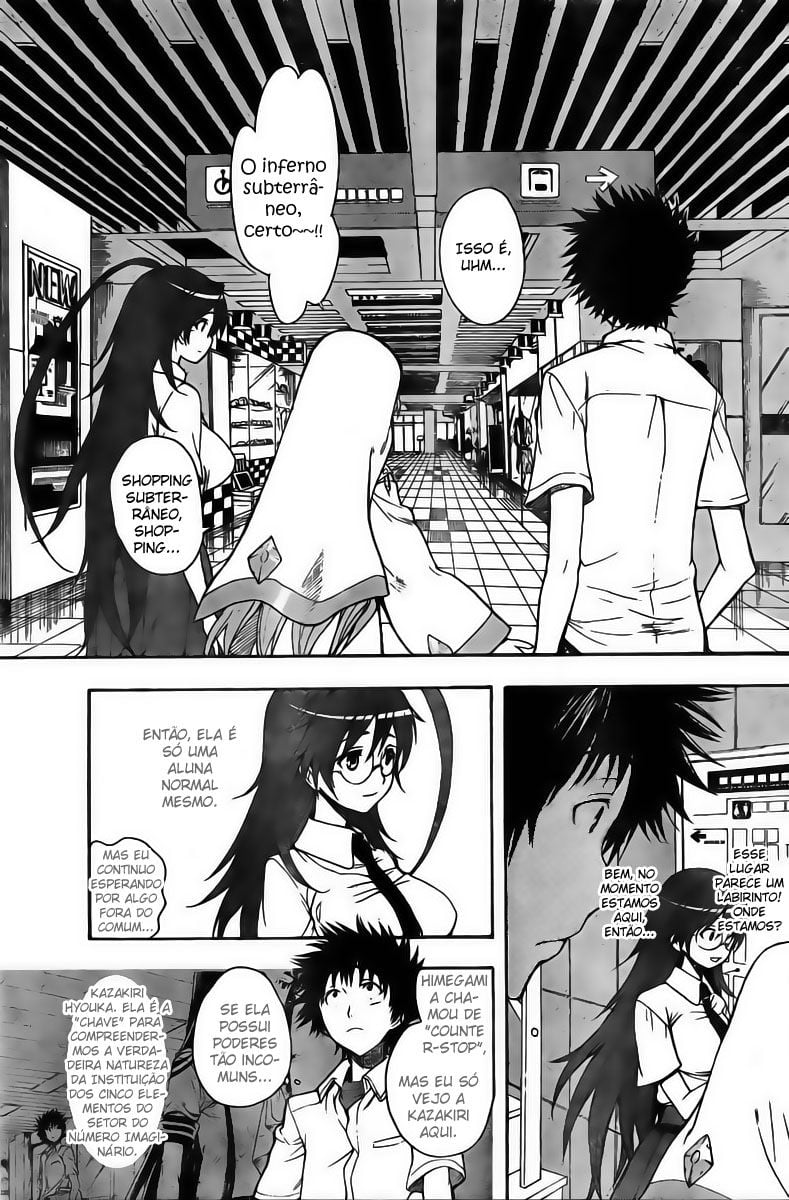 O inferno
subterrâ-
neo,
certo~~!!
ISSO É,
UHM...
NEW
SHOPPING
SUBTER-
RÂNEO,
SHOP-
PING...
ESSE
LUGAR
PARECE UM
LABIRINTO!
ONDE
ESTAMOS?
BEM, NO
MOMENTO
ESTAMOS
AQUI,
ENTÃO...
ENTÃO, ELA É
SÓ UMA
ALUNA
NORMAL
MESMO.
MAS EU
CONTINUO
ESPERANDO
POR ALGO
FORA DO
COMUM...
HIMEGAMI
A CHA-
MOU DE
"COUNTE
R-STOP",
MAS EU SÓ
VEJO A
KAZAKIRI
AQUI.
SE ELA
POSSUI
PODERES
TÃO INCO-
MUNS...
KAZAKIRI
HYOUKA. ELA É A
"CHAVE" PARA
COMPREENDER-
MOS A VERDA-
DEIRA NATUREZA
DA INSTITUIÇÃO
DOS CINCO ELE-
MENTOS DO
SETOR DO
NÚMERO IMAGI-
NÁRIO.